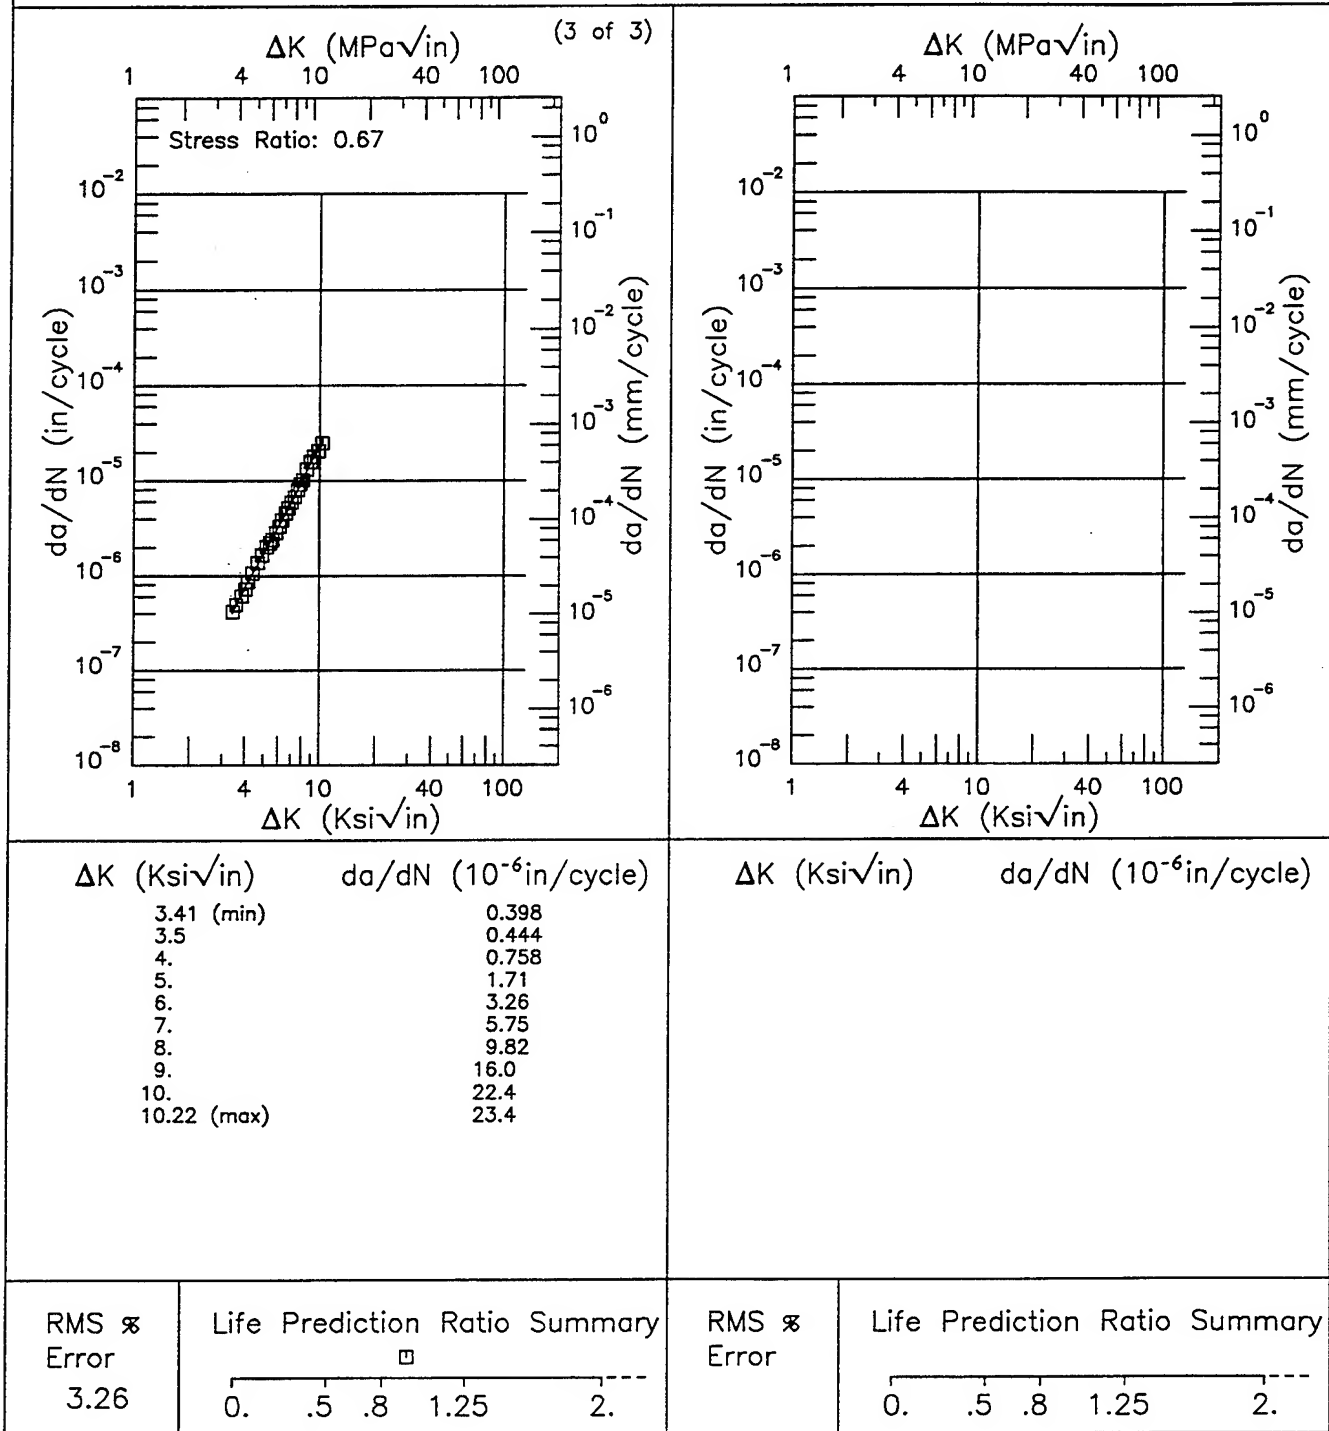 (3 of 3)
ΔK (MPa√in)
1 4 10 40 100
Stress Ratio: 0.67
da/dN (in/cycle)
10⁻²
10⁻³
10⁻⁴
10⁻⁵
10⁻⁶
10⁻⁷
10⁻⁸
10⁰
10⁻¹
10⁻²
10⁻³
10⁻⁴
10⁻⁵
10⁻⁶
da/dN (mm/cycle)
1 4 10 40 100
ΔK (Ksi√in)
ΔK (MPa√in)
1 4 10 40 100
da/dN (in/cycle)
10⁻²
10⁻³
10⁻⁴
10⁻⁵
10⁻⁶
10⁻⁷
10⁻⁸
10⁰
10⁻¹
10⁻²
10⁻³
10⁻⁴
10⁻⁵
10⁻⁶
da/dN (mm/cycle)
1 4 10 40 100
ΔK (Ksi√in)
ΔK (Ksi√in) da/dN (10⁻⁶in/cycle)
3.41 (min) 0.398
3.5 0.444
4. 0.758
5. 1.71
6. 3.26
7. 5.75
8. 9.82
9. 16.0
10. 22.4
10.22 (max) 23.4
ΔK (Ksi√in) da/dN (10⁻⁶in/cycle)
RMS %
Error
3.26
Life Prediction Ratio Summary
0. .5 .8 1.25 2.
RMS %
Error
Life Prediction Ratio Summary
0. .5 .8 1.25 2.